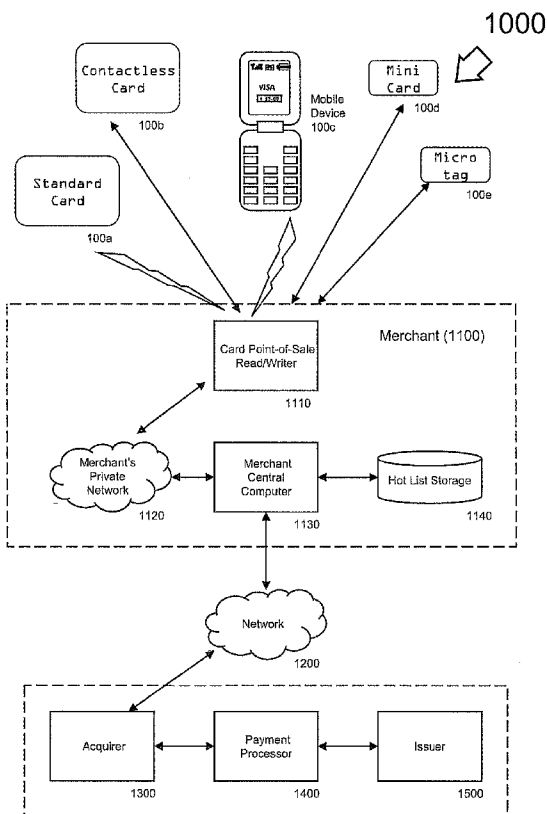 1000
Contactless
Card
100b
VISA
Mobile
Device
100c
Mini
Card
100d
Micro
tag
100e
Standard
Card
100a
Merchant (1100)
Card Point-of-Sale
Read/Writer
1110
Merchant's
Private
Network
1120
Merchant
Central
Computer
1130
Hot List Storage
1140
Network
1200
Acquirer
1300
Payment
Processor
1400
Issuer
1500